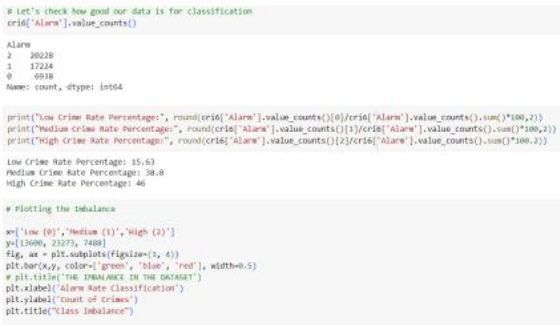 # Let's check how good our data is for classification
cri6['Alarm'].value_counts()
Alarm
2 20228
1 17224
0 6938
Name: count, dtype: int64
print("Low Crime Rate Percentage:", round(cri6['Alarm'].value_counts()[0]/cri6['Alarm'].value_counts().sum()*100,2))
print("Medium Crime Rate Percentage:", round(cri6['Alarm'].value_counts()[1]/cri6['Alarm'].value_counts().sum()*100,2))
print("High Crime Rate Percentage:", round(cri6['Alarm'].value_counts()[2]/cri6['Alarm'].value_counts().sum()*100.2))
Low Crime Rate Percentage: 15.63
Medium Crime Rate Percentage: 38.8
High Crime Rate Percentage: 46
# Plotting the Imbalance
x=['Low (0)','Medium (1)','High (2)']
y=[13600, 23273, 7488]
fig, ax = plt.subplots(figsize=(3, 4))
plt.bar(x,y, color=['green', 'blue', 'red'], width=0.5)
# plt.title('THE IMBALANCE IN THE DATASET')
plt.xlabel('Alarm Rate Classification')
plt.ylabel('Count of Crimes')
plt.title("Class Imbalance")